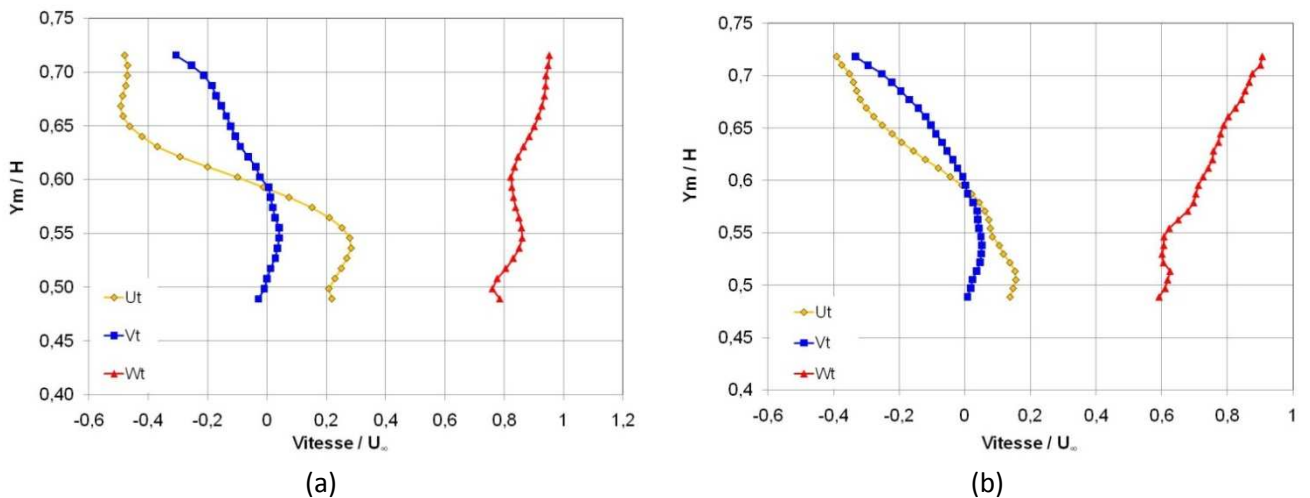 0,75
0,70
0,65
0,60
0,55
0,50
0,45
0,40
Ym / H
Ut
Vt
Wt
-0,6 -0,4 -0,2 0 0,2 0,4 0,6 0,8 1 1,2
Vitesse / U∞
(a)
0,75
0,7
0,65
0,6
0,55
0,5
0,45
0,4
Ym / H
Ut
Vt
Wt
-0,6 -0,4 -0,2 0 0,2 0,4 0,6 0,8 1
Vitesse / U∞
(b)